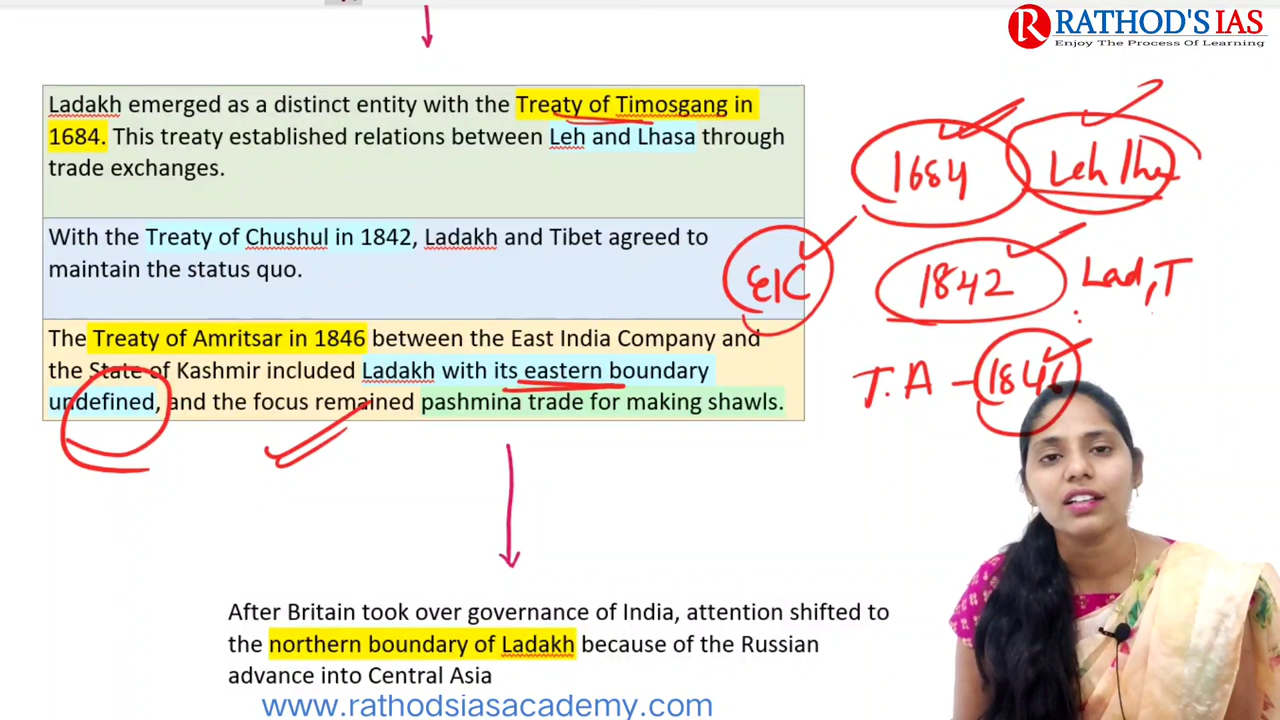 RATHOD'S IAS
Enjoy The Process Of Learning
Ladakh emerged as a distinct entity with the Treaty of Timosgang in
1684. This treaty established relations between Leh and Lhasa through
trade exchanges.
With the Treaty of Chushul in 1842, Ladakh and Tibet agreed to
maintain the status quo.
The Treaty of Amritsar in 1846 between the East India Company and
the State of Kashmir included Ladakh with its eastern boundary
undefined, and the focus remained pashmina trade for making shawls.
1684 Leh
EIC
1842 Lad, T
T.A - 1846
After Britain took over governance of India, attention shifted to
the northern boundary of Ladakh because of the Russian
advance into Central Asia
www.rathodsiasacademy.com